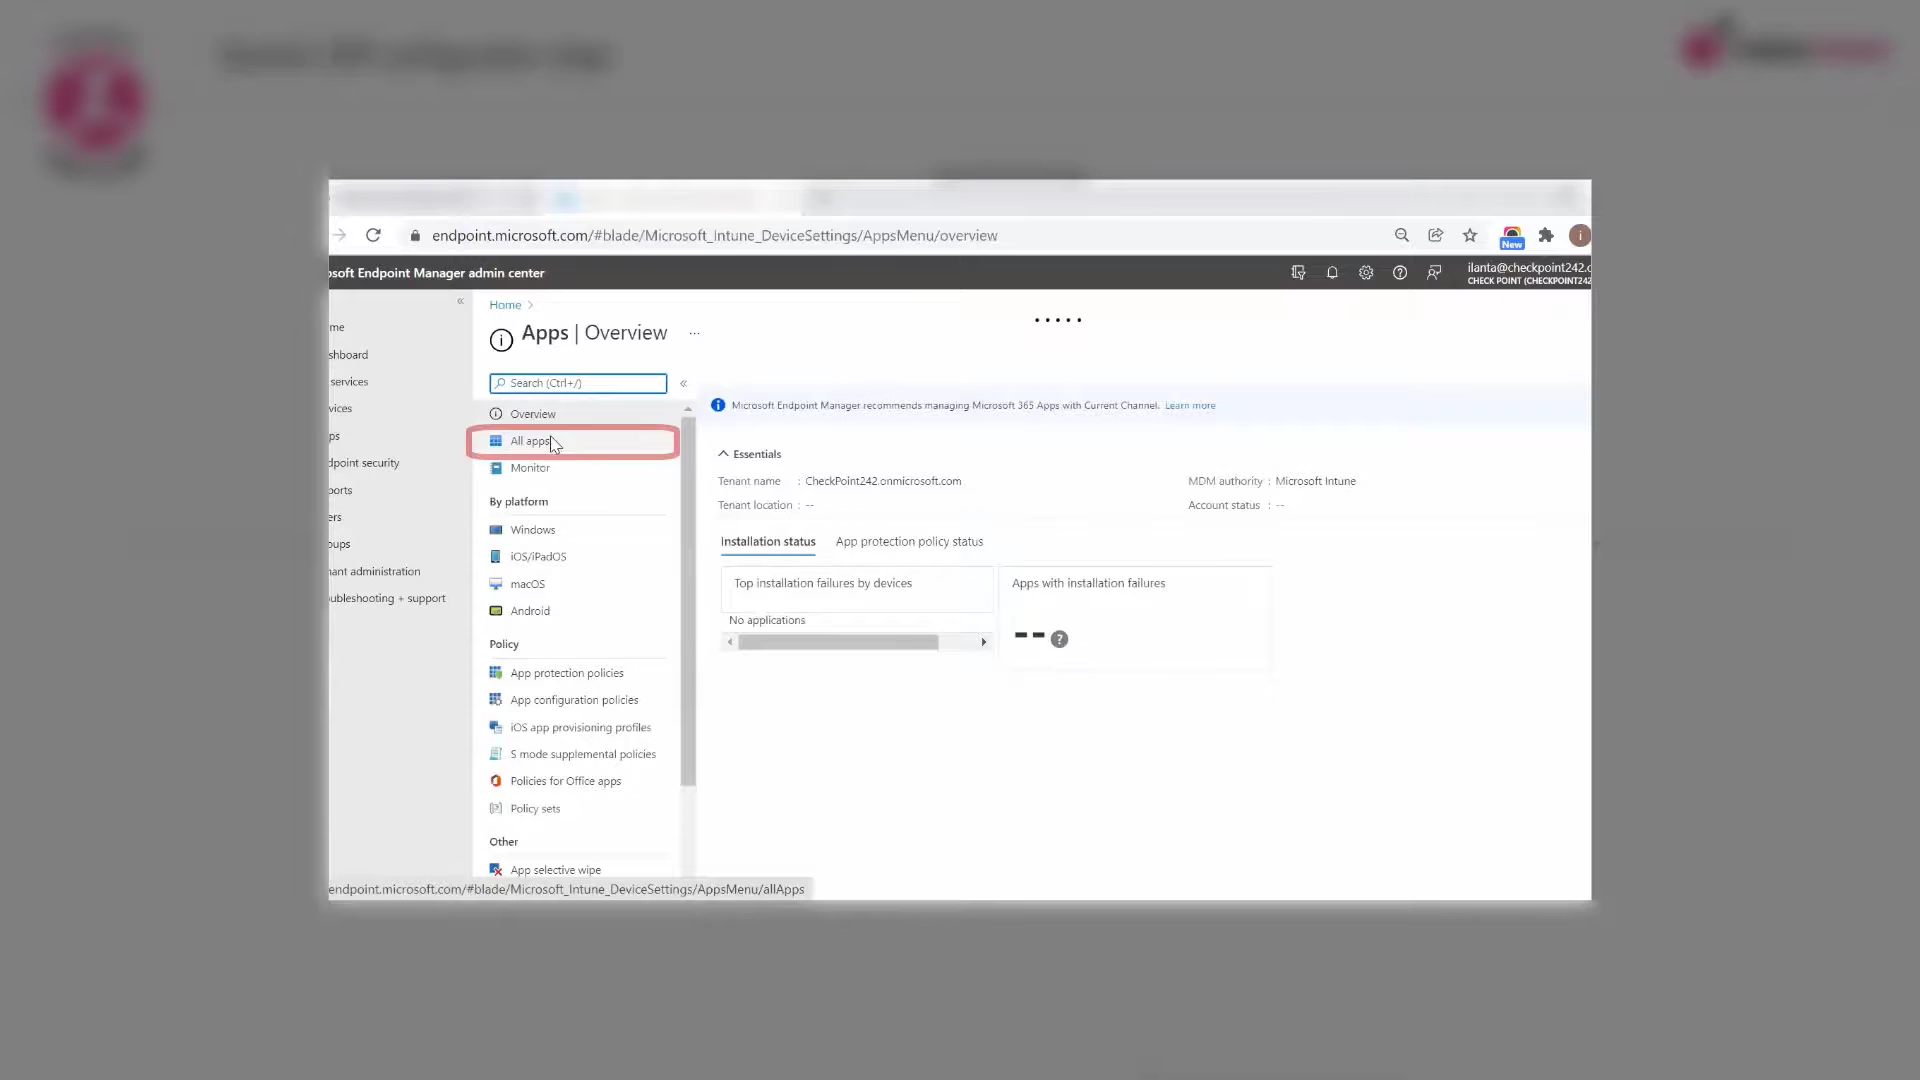 endpoint.microsoft.com/#blade/Microsoft_Intune_DeviceSettings/AppsMenu/overview
New
i
osoft Endpoint Manager admin center
ilanta@checkpoint242.c
CHECK POINT (CHECKPOINT242
«
me
shboard
services
vices
ps
dpoint security
ports
ers
oups
nant administration
ubleshooting + support
Home >
Apps | Overview ...
Search (Ctrl+/)
«
Overview
All apps
Monitor
By platform
Windows
iOS/iPadOS
macOS
Android
Policy
App protection policies
App configuration policies
iOS app provisioning profiles
S mode supplemental policies
Policies for Office apps
Policy sets
Other
App selective wipe
Microsoft Endpoint Manager recommends managing Microsoft 365 Apps with Current Channel. Learn more
Essentials
Tenant name : CheckPoint242.onmicrosoft.com
Tenant location : --
MDM authority : Microsoft Intune
Account status : --
Installation status
App protection policy status
Top installation failures by devices
No applications
Apps with installation failures
-- ?
endpoint.microsoft.com/#blade/Microsoft_Intune_DeviceSettings/AppsMenu/allApps